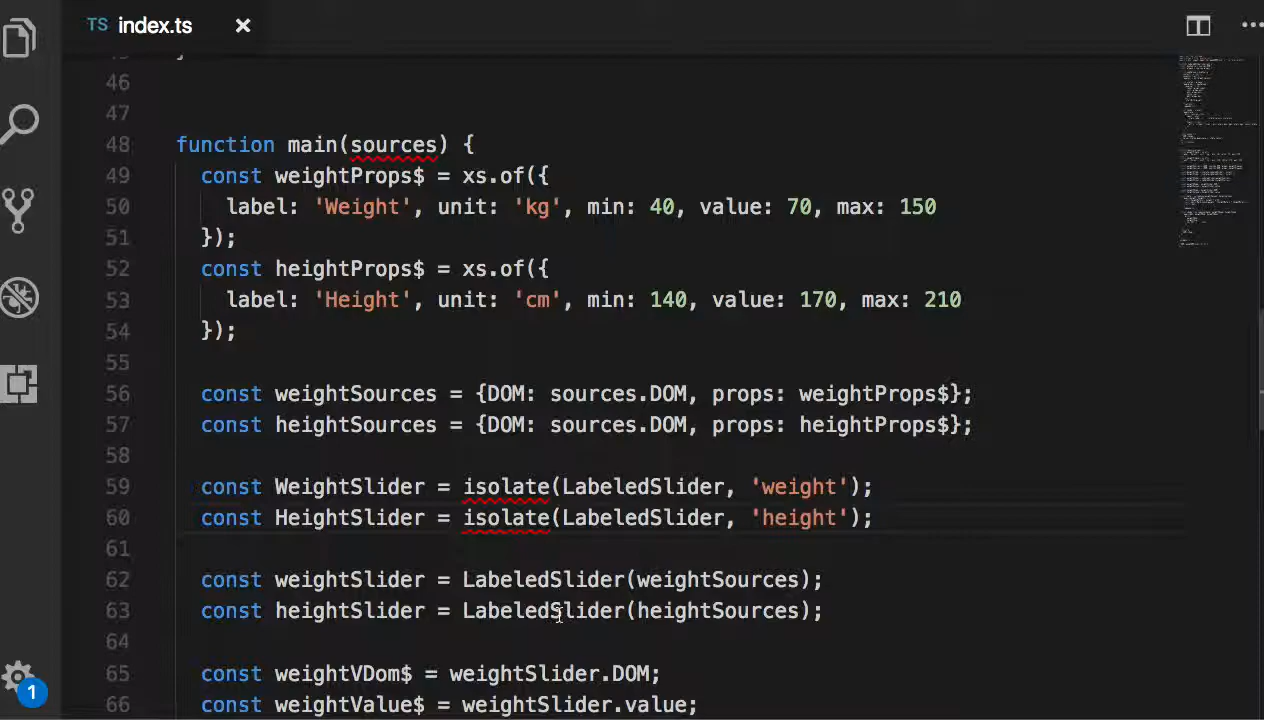 TS index.ts
46
47
48 function main(sources) {
49 const weightProps$ = xs.of({
50 label: 'Weight', unit: 'kg', min: 40, value: 70, max: 150
51 });
52 const heightProps$ = xs.of({
53 label: 'Height', unit: 'cm', min: 140, value: 170, max: 210
54 });
55
56 const weightSources = {DOM: sources.DOM, props: weightProps$};
57 const heightSources = {DOM: sources.DOM, props: heightProps$};
58
59 const WeightSlider = isolate(LabeledSlider, 'weight');
60 const HeightSlider = isolate(LabeledSlider, 'height');
61
62 const weightSlider = LabeledSlider(weightSources);
63 const heightSlider = LabeledSlider(heightSources);
64
65 const weightVDom$ = weightSlider.DOM;
66 const weightValue$ = weightSlider.value;
1